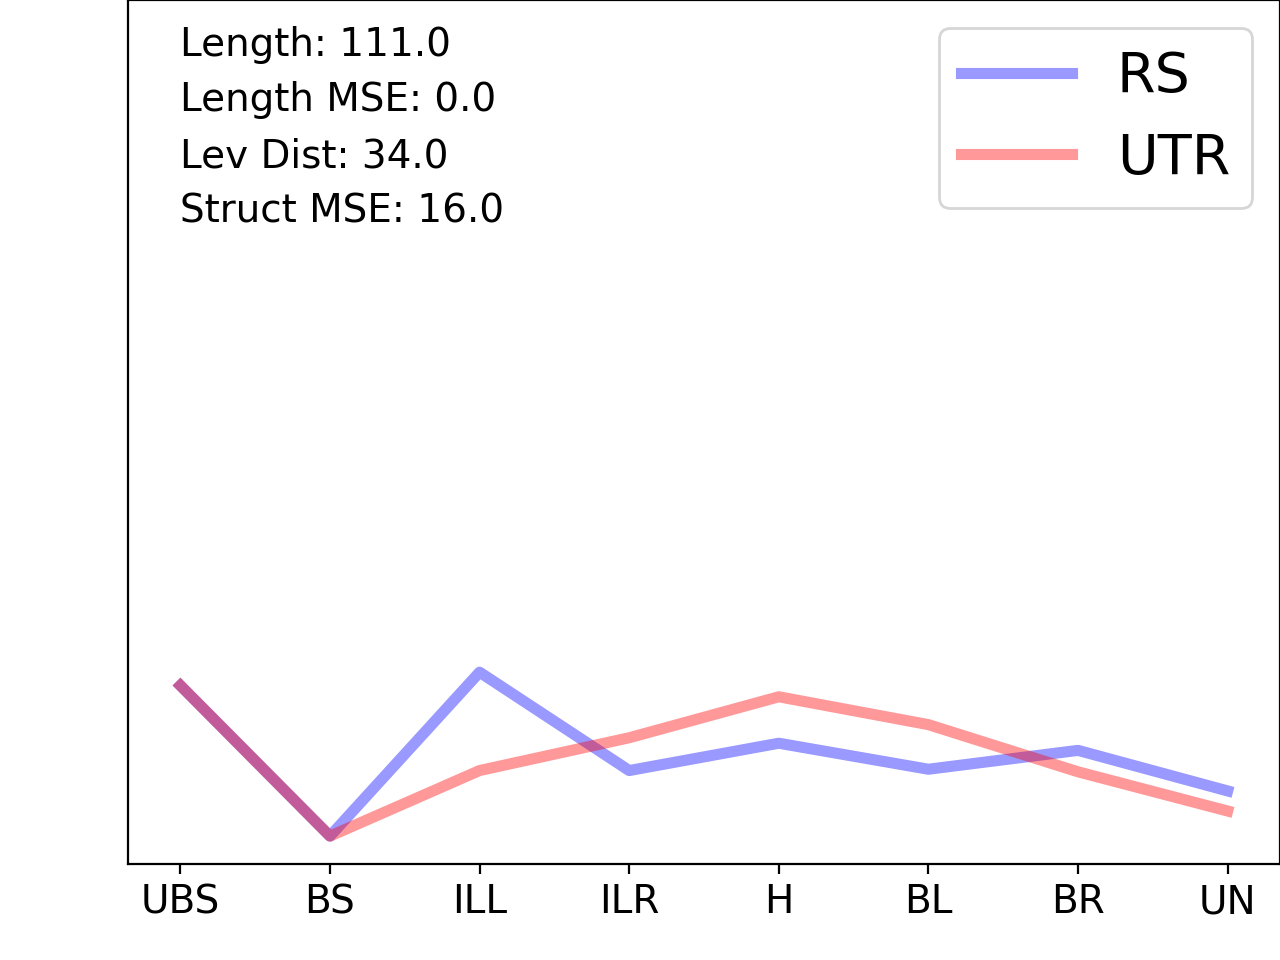 Length: 111.0
Length MSE: 0.0
Lev Dist: 34.0
Struct MSE: 16.0
RS
UTR
UBS BS ILL ILR H BL BR UN